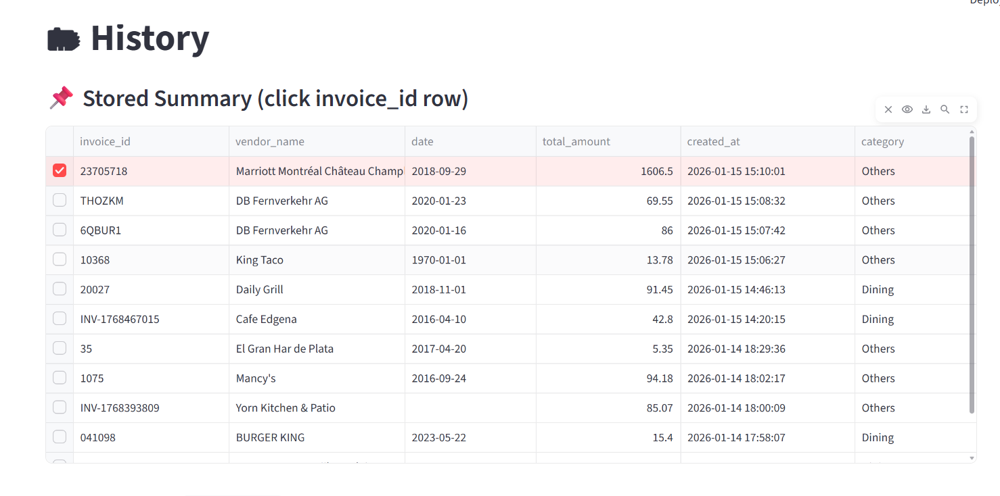 History
Stored Summary (click invoice_id row)
invoice_id vendor_name date total_amount created_at category
23705718 Marriott Montréal Château Champ 2018-09-29 1606.5 2026-01-15 15:10:01 Others
THOZKM DB Fernverkehr AG 2020-01-23 69.55 2026-01-15 15:08:32 Others
6QBUR1 DB Fernverkehr AG 2020-01-16 86 2026-01-15 15:07:42 Others
10368 King Taco 1970-01-01 13.78 2026-01-15 15:06:27 Others
20027 Daily Grill 2018-11-01 91.45 2026-01-15 14:46:13 Dining
INV-1768467015 Cafe Edgena 2016-04-10 42.8 2026-01-15 14:20:15 Dining
35 El Gran Har de Plata 2017-04-20 5.35 2026-01-14 18:29:36 Others
1075 Mancy's 2016-09-24 94.18 2026-01-14 18:02:17 Others
INV-1768393809 Yorn Kitchen & Patio 85.07 2026-01-14 18:00:09 Others
041098 BURGER KING 2023-05-22 15.4 2026-01-14 17:58:07 Dining